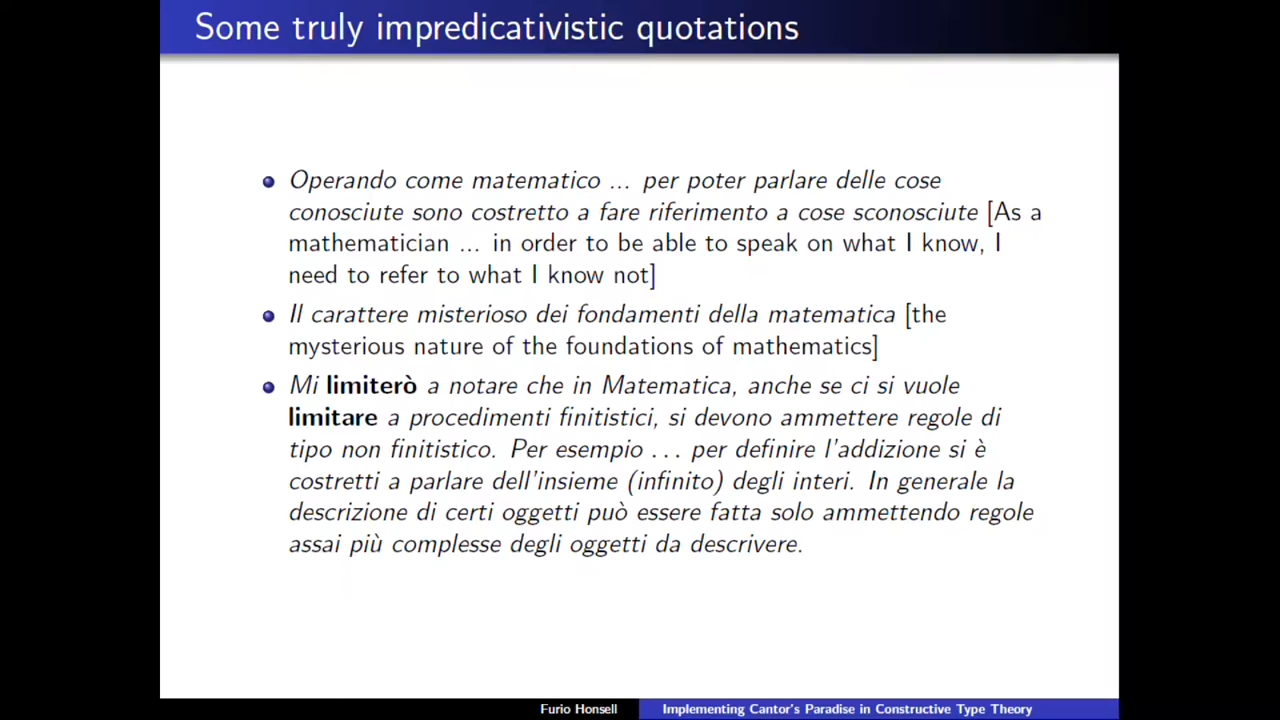 Some truly impredicativistic quotations
Operando come matematico ... per poter parlare delle cose
conosciute sono costretto a fare riferimento a cose sconosciute [As a
mathematician ... in order to be able to speak on what I know, I
need to refer to what I know not]
Il carattere misterioso dei fondamenti della matematica [the
mysterious nature of the foundations of mathematics]
Mi limiterò a notare che in Matematica, anche se ci si vuole
limitare a procedimenti finitistici, si devono ammettere regole di
tipo non finitistico. Per esempio ... per definire l'addizione si è
costretti a parlare dell'insieme (infinito) degli interi. In generale la
descrizione di certi oggetti può essere fatta solo ammettendo regole
assai più complesse degli oggetti da descrivere.
Furio Honsell Implementing Cantor's Paradise in Constructive Type Theory